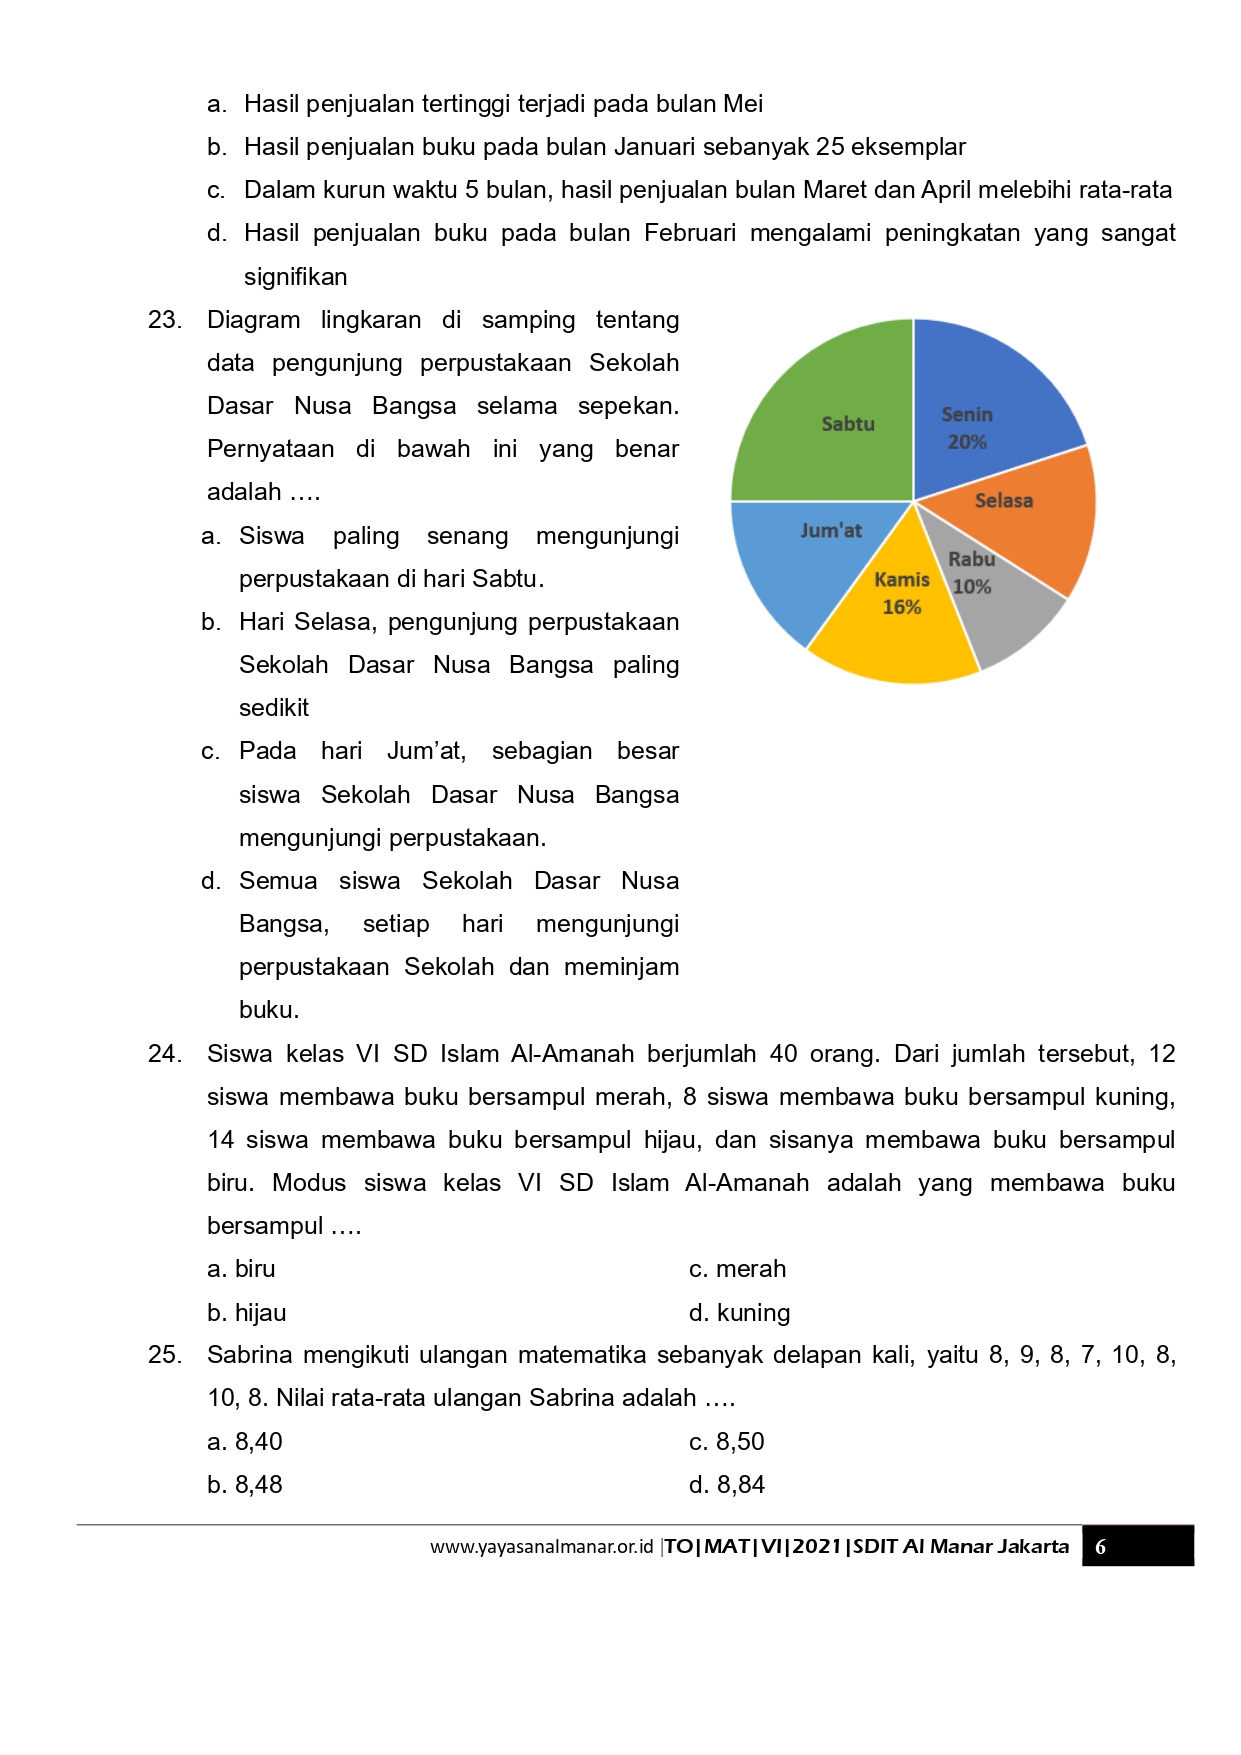 a. Hasil penjualan tertinggi terjadi pada bulan Mei
b. Hasil penjualan buku pada bulan Januari sebanyak 25 eksemplar
c. Dalam kurun waktu 5 bulan, hasil penjualan bulan Maret dan April melebihi rata-rata
d. Hasil penjualan buku pada bulan Februari mengalami peningkatan yang sangat
signifikan
23. Diagram lingkaran di samping tentang
data pengunjung perpustakaan Sekolah
Dasar Nusa Bangsa selama sepekan.
Pernyataan di bawah ini yang benar
adalah ….
a. Siswa paling senang mengunjungi
perpustakaan di hari Sabtu.
b. Hari Selasa, pengunjung perpustakaan
Sekolah Dasar Nusa Bangsa paling
sedikit
c. Pada hari Jum’at, sebagian besar
siswa Sekolah Dasar Nusa Bangsa
mengunjungi perpustakaan.
d. Semua siswa Sekolah Dasar Nusa
Bangsa, setiap hari mengunjungi
perpustakaan Sekolah dan meminjam
buku.
Senin
20%
Selasa
Rabu
10%
Kamis
16%
Jum'at
Sabtu
24. Siswa kelas VI SD Islam Al-Amanah berjumlah 40 orang. Dari jumlah tersebut, 12
siswa membawa buku bersampul merah, 8 siswa membawa buku bersampul kuning,
14 siswa membawa buku bersampul hijau, dan sisanya membawa buku bersampul
biru. Modus siswa kelas VI SD Islam Al-Amanah adalah yang membawa buku
bersampul ….
a. biru c. merah
b. hijau d. kuning
25. Sabrina mengikuti ulangan matematika sebanyak delapan kali, yaitu 8, 9, 8, 7, 10, 8,
10, 8. Nilai rata-rata ulangan Sabrina adalah ….
a. 8,40 c. 8,50
b. 8,48 d. 8,84
www.yayasanalmanar.or.id |TO|MAT|VI|2021|SDIT Al Manar Jakarta 6